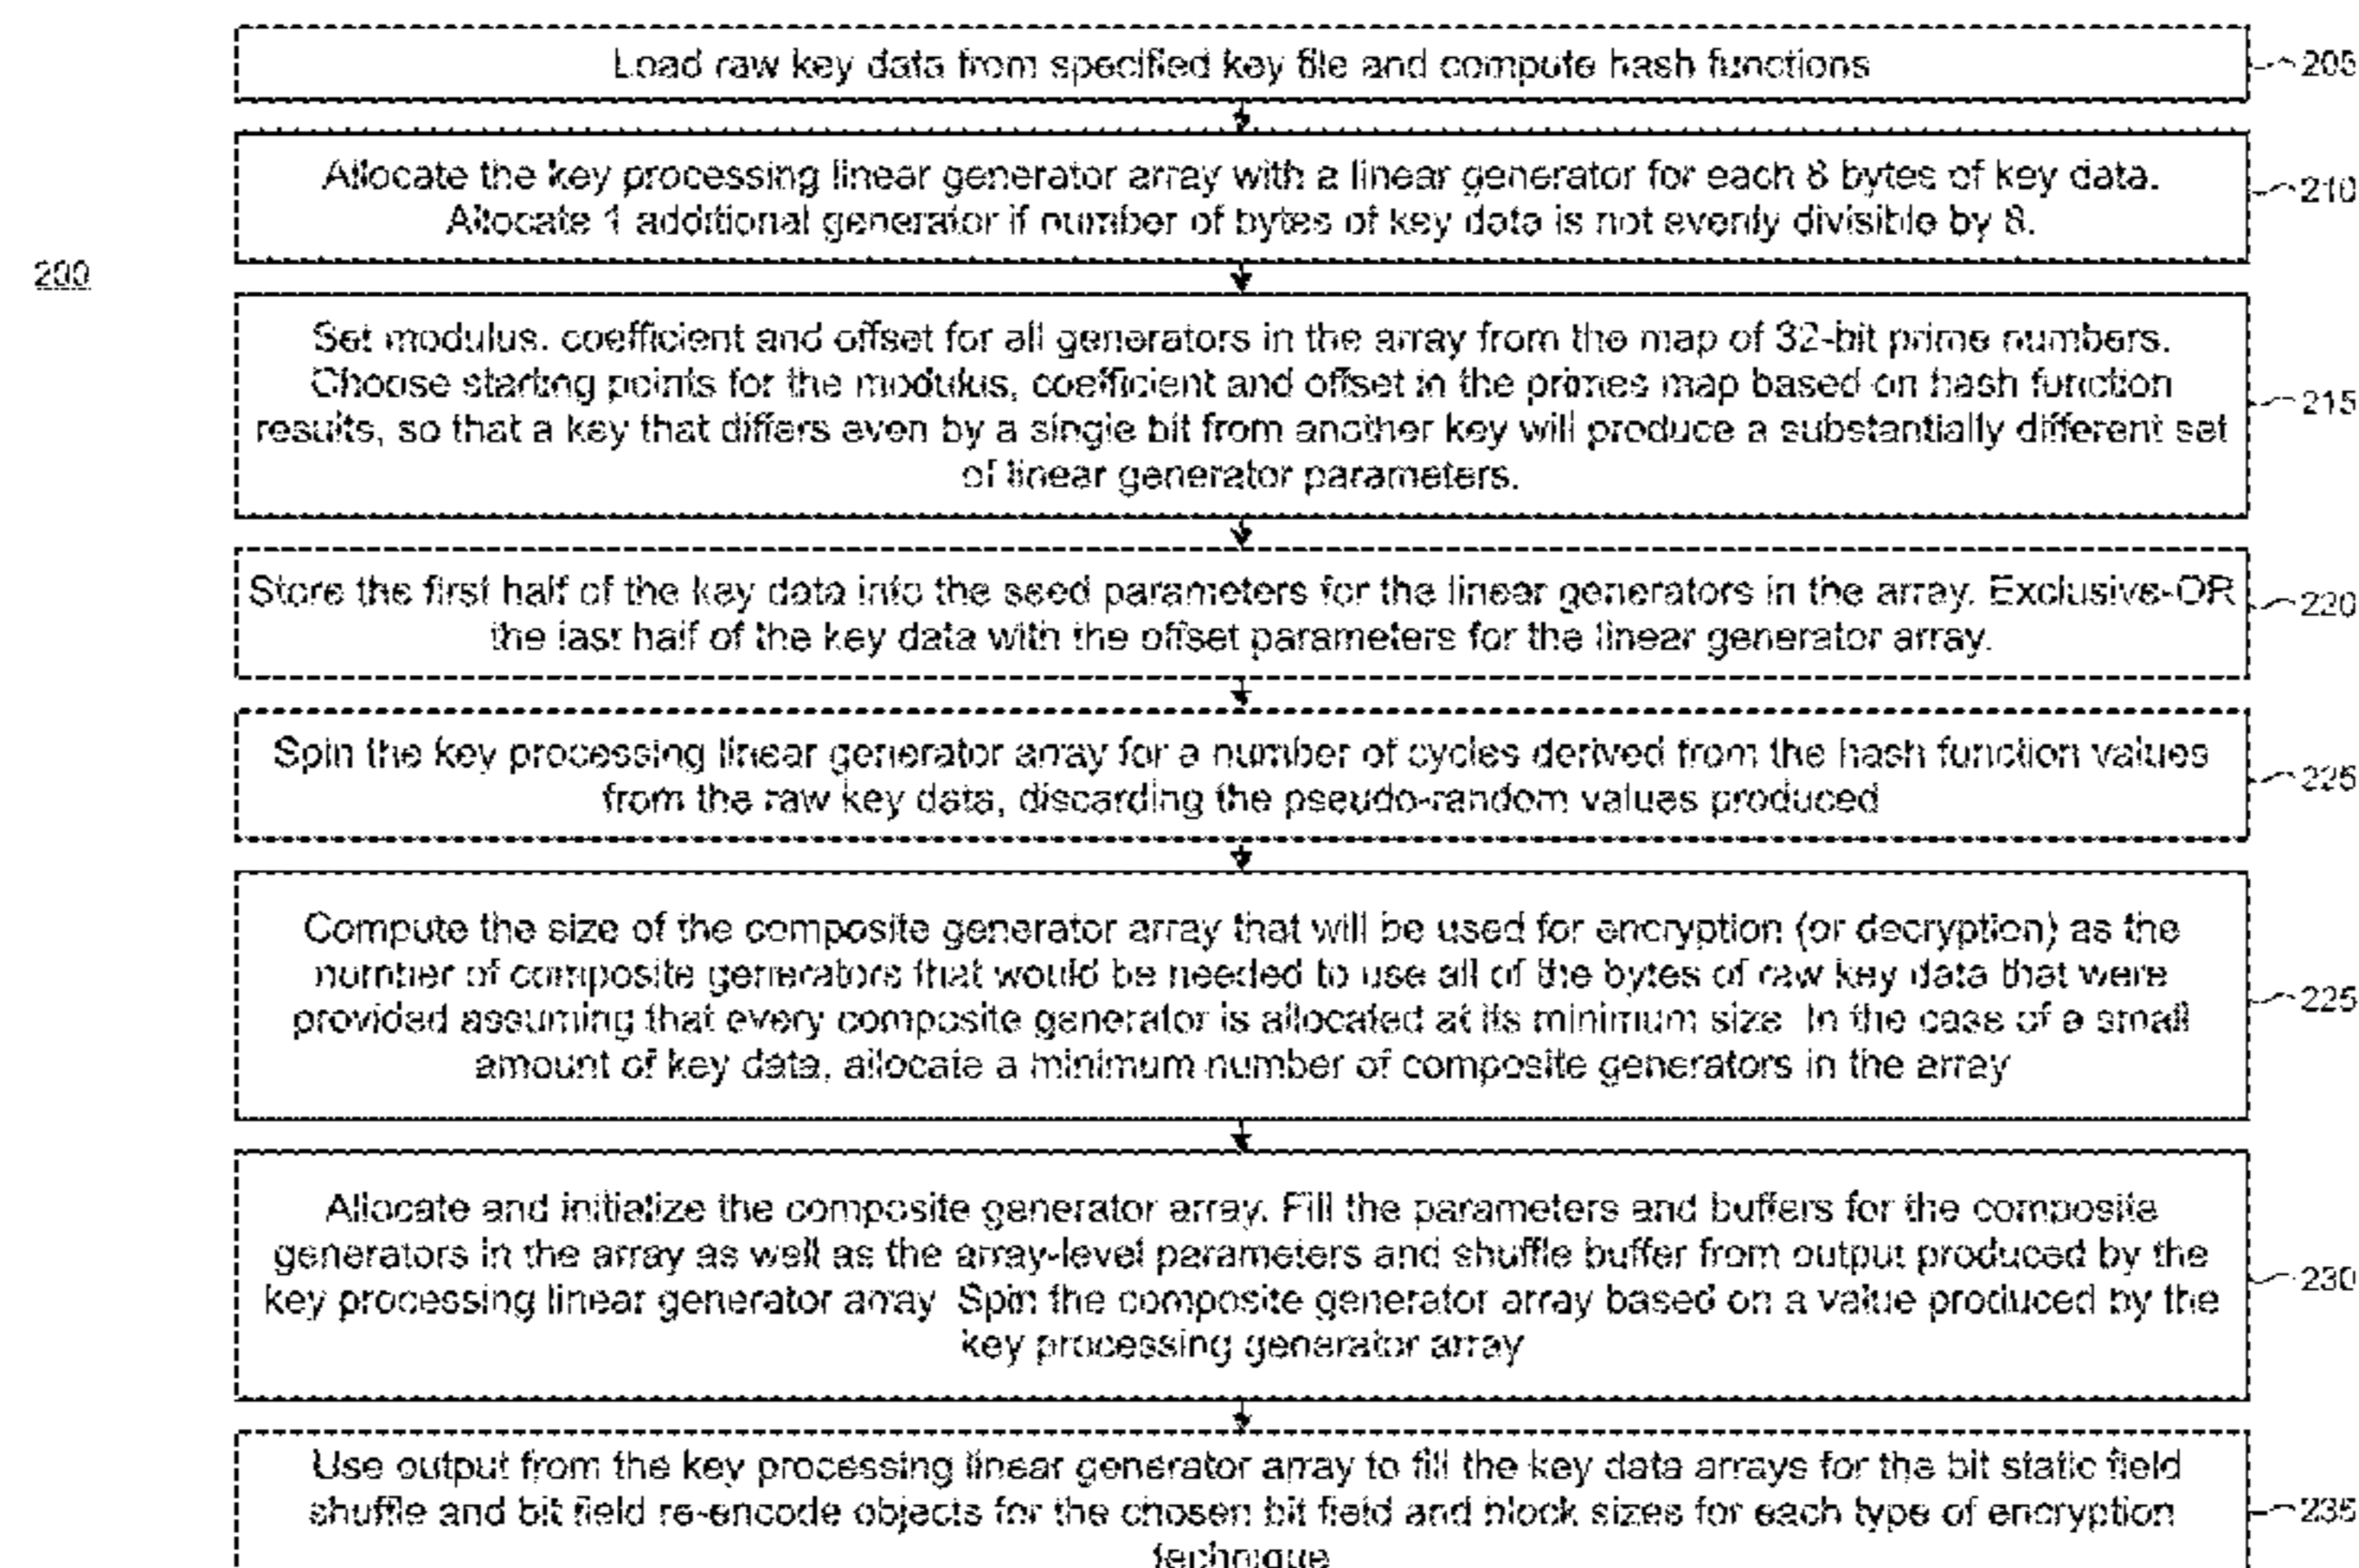 Load raw key data from specified key file and compute hash functions
205
Allocate the key processing linear generator array with a linear generator for each 8 bytes of key data.
Allocate 1 additional generator if number of bytes of key data is not evenly divisible by 8.
210
200
Set modulus. coefficient and offset for all generators in the array from the map of 32-bit prime numbers.
Choose starting points for the modulus, coefficient and offset in the primes map based on hash function
results, so that a key that differs even by a single bit from another key will produce a substantially different set
of linear generator parameters.
215
Store the first half of the key data into the seed parameters for the linear generators in the array. Exclusive-OR
the last half of the key data with the offset parameters for the linear generator array.
220
Spin the key processing linear generator array for a number of cycles derived from the hash function values
from the raw key data, discarding the pseudo-random values produced
225
Compute the size of the composite generator array that will be used for encryption (or decryption) as the
number of composite generators that would be needed to use all of the bytes of raw key data that were
provided assuming that every composite generator is allocated at its minimum size In the case of a small
amount of key data, allocate a minimum number of composite generators in the array
225
Allocate and initialize the composite generator array. Fill the parameters and buffers for the composite
generators in the array as well as the array-level parameters and shuffle buffer from output produced by the
key processing linear generator array Spin the composite generator array based on a value produced by the
key processing generator array
230
Use output from the key processing linear generator array to fill the key data arrays for the bit static field
shuffle and bit field re-encode objects for the chosen bit field and block sizes for each type of encryption
technique
235